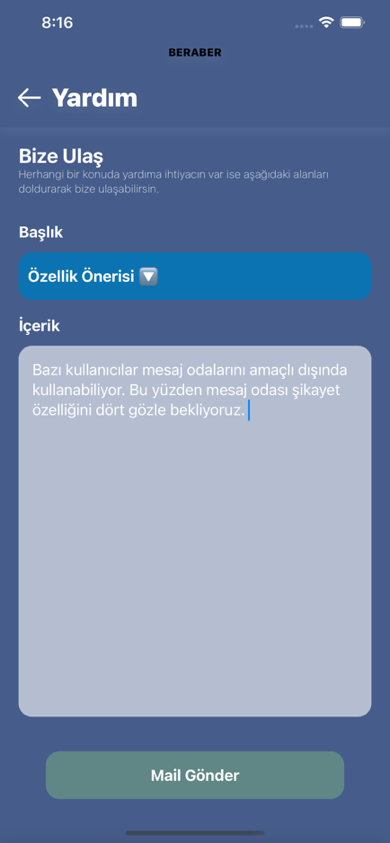 8:16
BERABER
Yardım
Bize Ulaş
Herhangi bir konuda yardıma ihtiyacın var ise aşağıdaki alanları
doldurarak bize ulaşabilirsin.
Başlık
Özellik Önerisi
İçerik
Bazı kullanıcılar mesaj odalarını amaçlı dışında
kullanabiliyor. Bu yüzden mesaj odası şikayet
özelliğini dört gözle bekliyoruz.
Mail Gönder